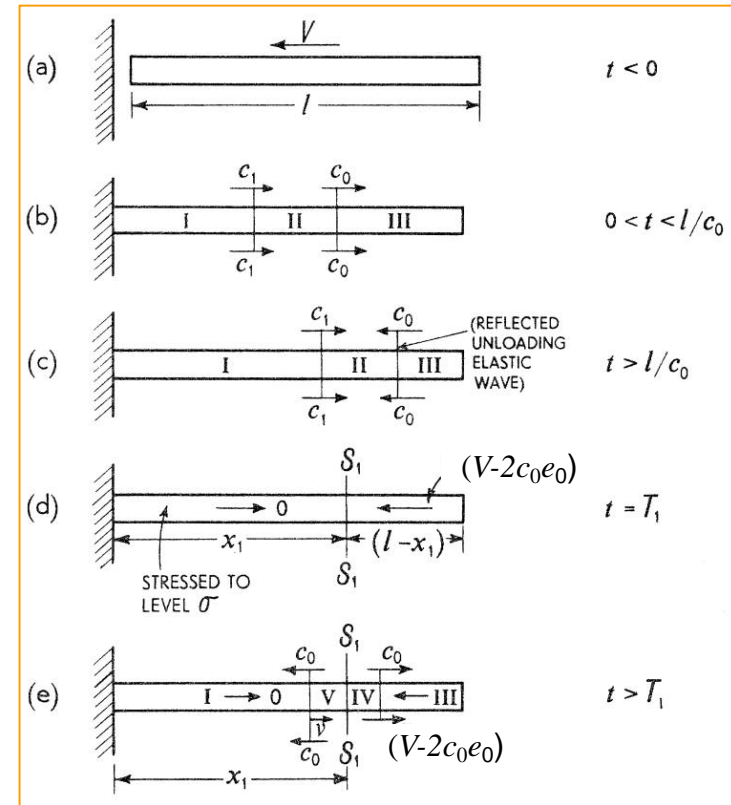 V
(a)
t < 0
l
c₁ c₀
(b)
I II III
0 < t < l/c₀
c₁ c₀
c₁ c₀
(REFLECTED
UNLOADING
ELASTIC
WAVE)
(c)
I II III
t > l/c₀
c₁ c₀
S₁
(V-2c₀e₀)
(d)
0
t = T₁
x₁
(l - x₁)
STRESSED TO
LEVEL σ
S₁
S₁
c₀ c₀
(e)
I 0 V IV III
t > T₁
v
c₀
S₁
(V-2c₀e₀)
x₁